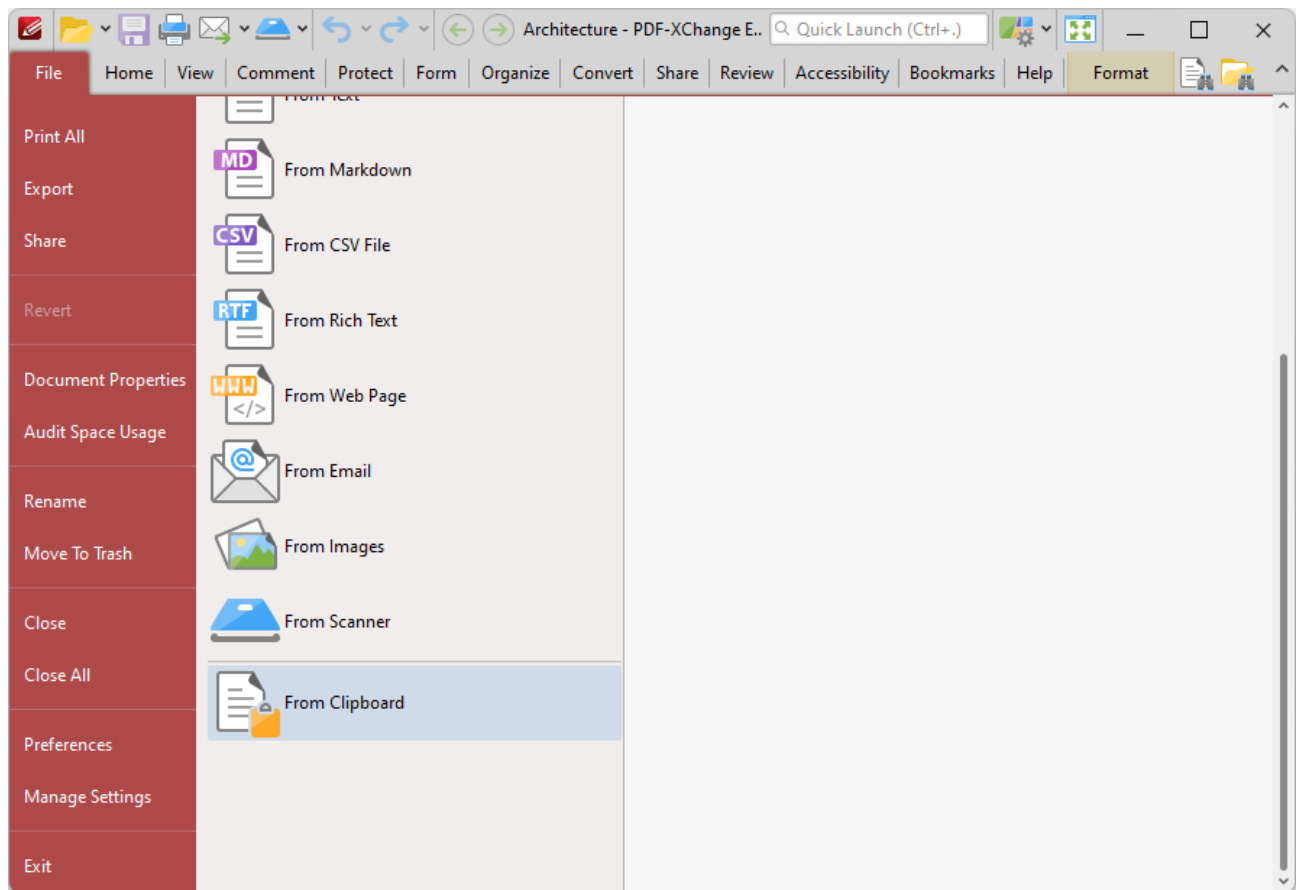 Architecture - PDF-XChange E..
Quick Launch (Ctrl+.)
File
Home
View
Comment
Protect
Form
Organize
Convert
Share
Review
Accessibility
Bookmarks
Help
Format
Print All
Export
Share
Revert
Document Properties
Audit Space Usage
Rename
Move To Trash
Close
Close All
Preferences
Manage Settings
Exit
From Text
MD
From Markdown
CSV
From CSV File
RTF
From Rich Text
WWW
</>
From Web Page
@
From Email
From Images
From Scanner
From Clipboard